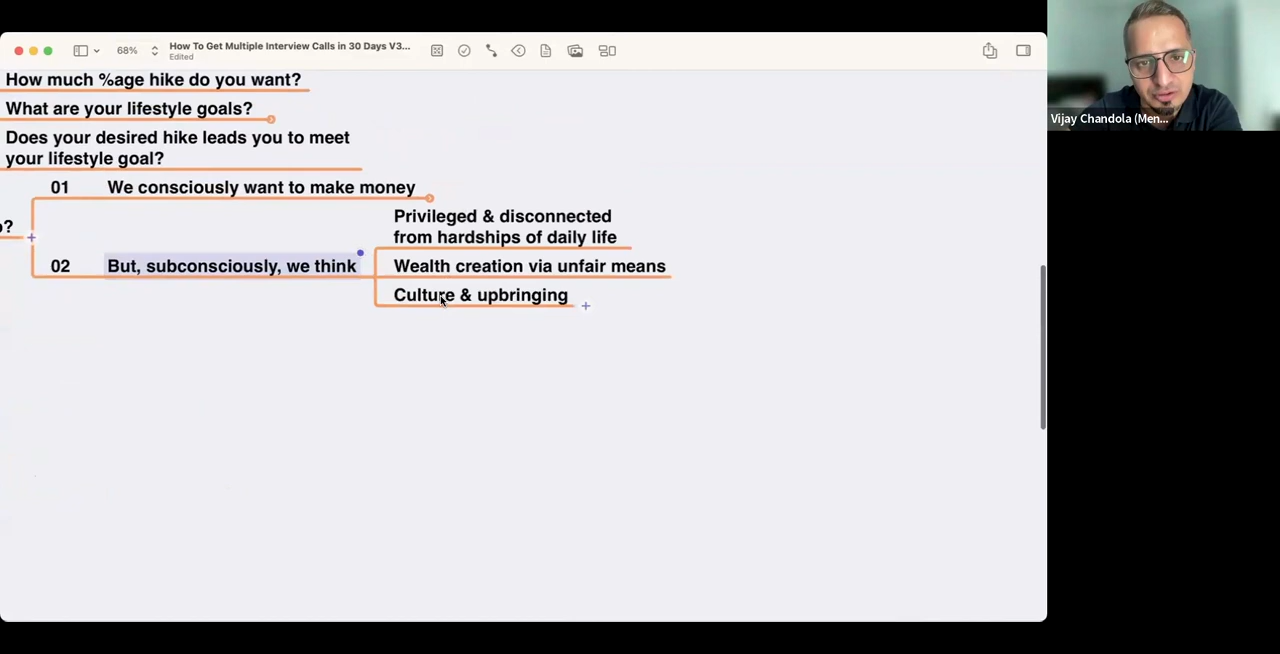 68%
How To Get Multiple Interview Calls in 30 Days V3...
Edited
Vijay Chandola (Men...
How much %age hike do you want?
What are your lifestyle goals?
Does your desired hike leads you to meet
your lifestyle goal?
01 We consciously want to make money
?
Privileged & disconnected
from hardships of daily life
02 But, subconsciously, we think
Wealth creation via unfair means
Culture & upbringing